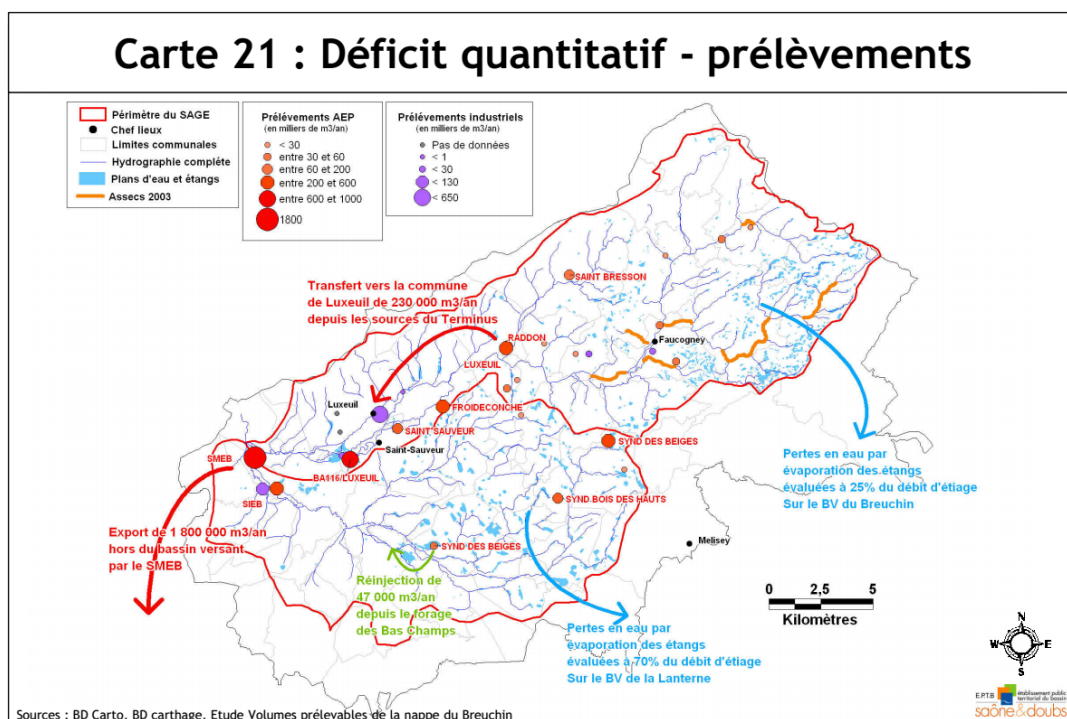 Carte 21 : Déficit quantitatif - prélèvements
Périmètre du SAGE
Chef lieux
Limites communales
Hydrographie complète
Plans d'eau et étangs
Assecs 2003
Prélévements AEP
(en milliers de m3/an)
< 30
entre 30 et 60
entre 60 et 200
entre 200 et 600
entre 600 et 1000
1800
Prélévements industriels
(en milliers de m3/an)
Pas de données
< 1
< 30
< 130
< 650
Transfert vers la commune
de Luxeuil de 230 000 m3/an
depuis les sources du Terminus
SAINT BRESSON
RADDON
Faucogney
LUXEUIL
Luxeuil
FROIDECONCHE
SAINT-SAUVEUR
Saint-Sauveur
SYND DES BEIGES
SMEB
BA116/LUXEUIL
SIEB
SYND.BOIS DES HAUTS
Pertes en eau par
évaporation des étangs
évaluées à 25% du débit d'étiage
Sur le BV du Breuchin
Export de 1 800 000 m3/an
hors du bassin versant
par le SMEB
SYND DES BEIGES
Melisey
Réinjection de
47 000 m3/an
depuis le forage
des Bas Champs
Pertes en eau par
évaporation des étangs
évaluées à 70% du débit d'étiage
Sur le BV de la Lanterne
0 2,5 5
Kilomètres
N
W E
S
E.P.T.B établissement public
territorial du bassin
saône&doubs
Sources : BD Carto, BD carthage, Etude Volumes prélevables de la nappe du Breuchin